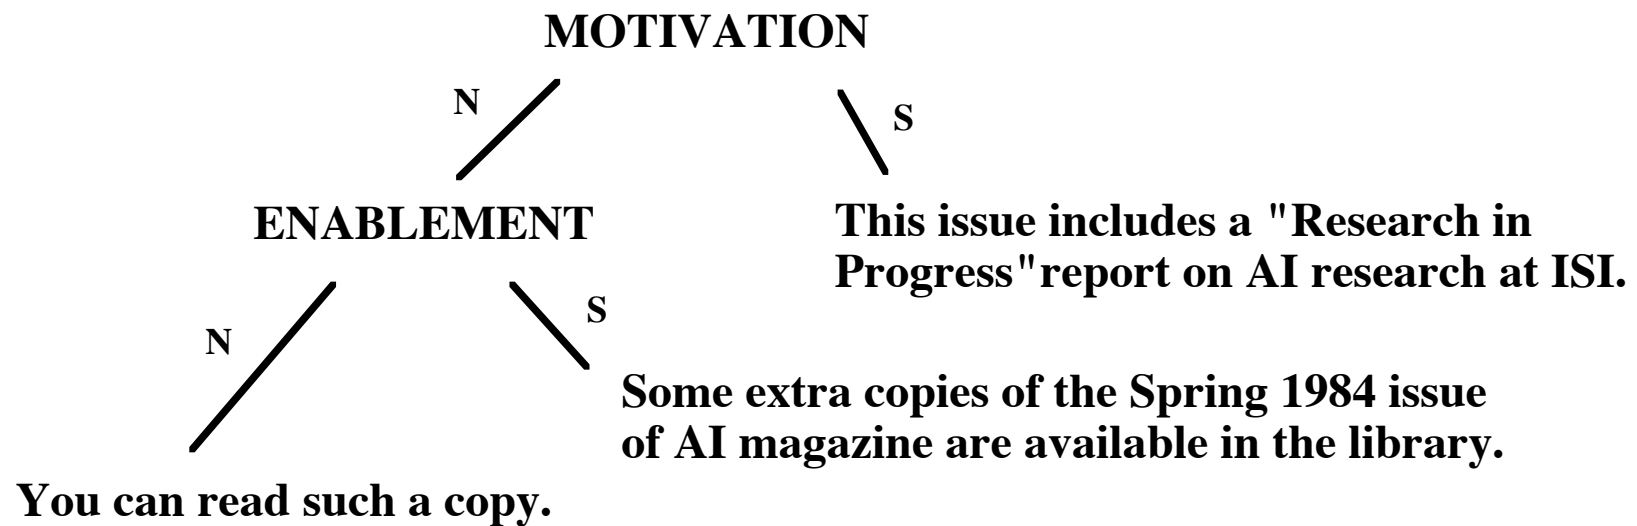 MOTIVATION
N
S
ENABLEMENT
This issue includes a "Research in
Progress"report on AI research at ISI.
N
S
Some extra copies of the Spring 1984 issue
of AI magazine are available in the library.
You can read such a copy.